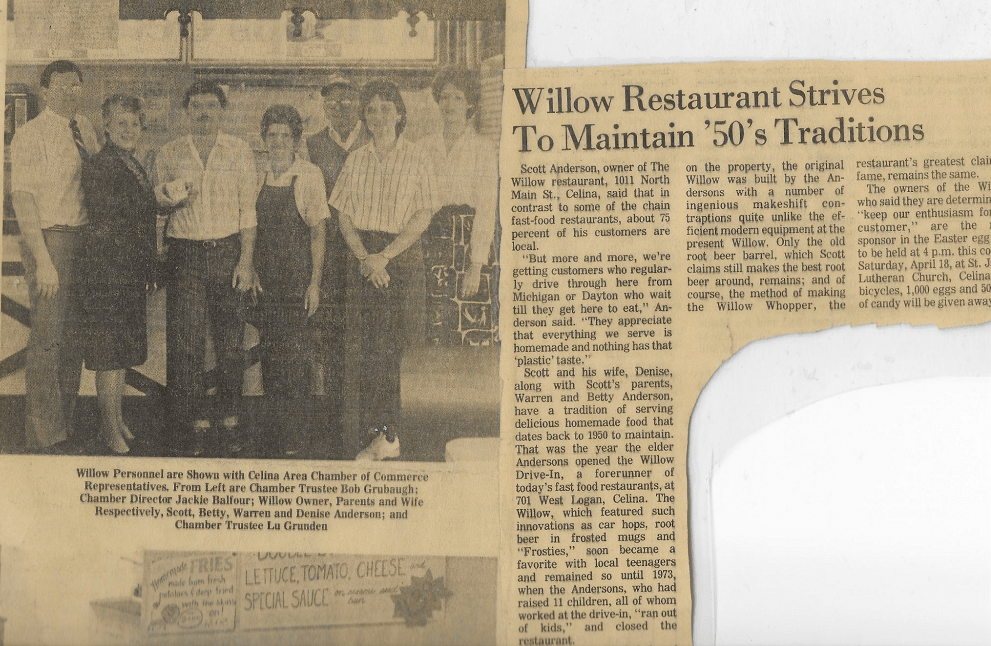 Willow Personnel are Shown with Celina Area Chamber of Commerce
Representatives. From Left are Chamber Trustee Bob Grubaugh;
Chamber Director Jackie Balfour; Willow Owner, Parents and Wife
Respectively, Scott, Betty, Warren and Denise Anderson; and
Chamber Trustee Lu Grunden
Homemade FRIES
made from fresh
potatoes & deep fried
with the skins
on!
LETTUCE, TOMATO, CHEESE and
SPECIAL SAUCE
Willow Restaurant Strives
To Maintain '50's Traditions
Scott Anderson, owner of The
Willow restaurant, 1011 North
Main St., Celina, said that in
contrast to some of the chain
fast-food restaurants, about 75
percent of his customers are
local.
"But more and more, we're
getting customers who regular-
ly drive through here from
Michigan or Dayton who wait
till they get here to eat," An-
derson said. "They appreciate
that everything we serve is
homemade and nothing has that
'plastic' taste."
Scott and his wife, Denise,
along with Scott's parents,
Warren and Betty Anderson,
have a tradition of serving
delicious homemade food that
dates back to 1950 to maintain.
That was the year the elder
Andersons opened the Willow
Drive-In, a forerunner of
today's fast food restaurants, at
701 West Logan, Celina. The
Willow, which featured such
innovations as car hops, root
beer in frosted mugs and
"Frosties," soon became a
favorite with local teenagers
and remained so until 1973,
when the Andersons, who had
raised 11 children, all of whom
worked at the drive-in, "ran out
of kids," and closed the
restaurant.
on the property, the original
Willow was built by the An-
dersons with a number of
ingenious makeshift con-
traptions quite unlike the ef-
ficient modern equipment at the
present Willow. Only the old
root beer barrel, which Scott
claims still makes the best root
beer around, remains; and of
course, the method of making
the Willow Whopper, the
restaurant's greatest clai
fame, remains the same.
The owners of the Wi
who said they are determin
"keep our enthusiasm fo
customer," are the
sponsor in the Easter egg
to be held at 4 p.m. this co
Saturday, April 18, at St. J
Lutheran Church, Celina
bicycles, 1,000 eggs and 50
of candy will be given away